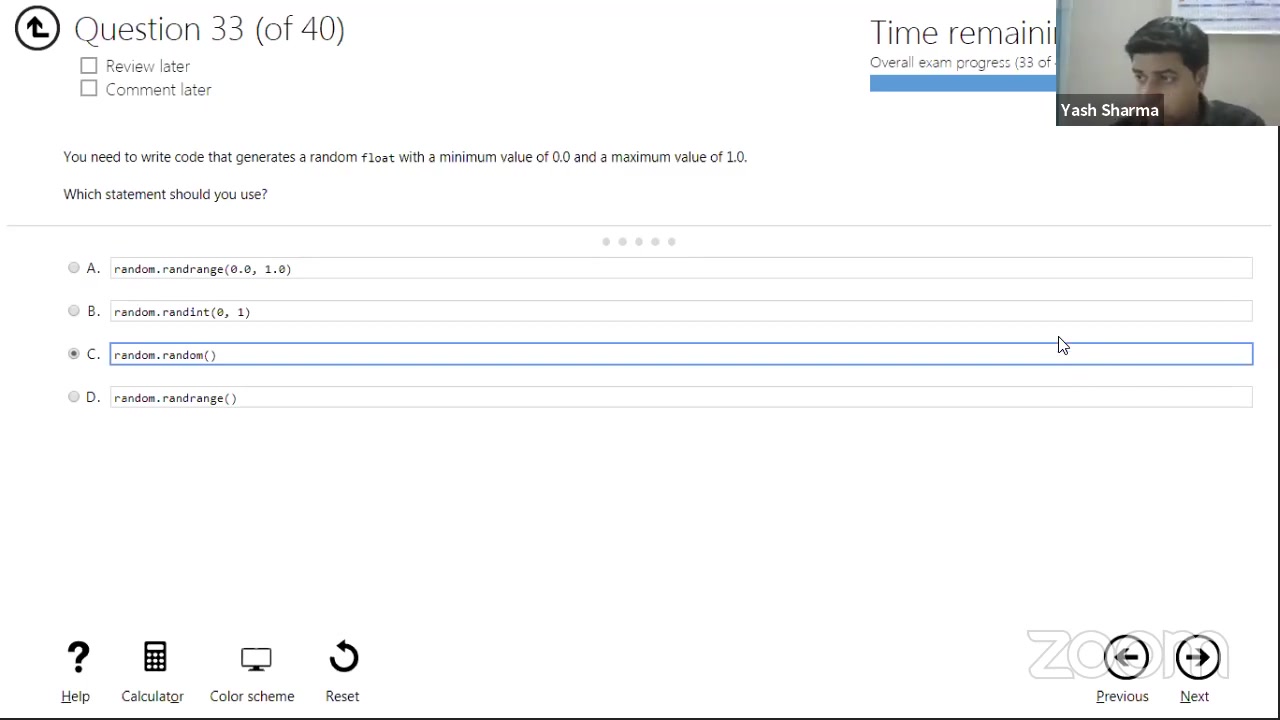 Question 33 (of 40)
Review later
Comment later
Time remaini
Overall exam progress (33 of
Yash Sharma
You need to write code that generates a random float with a minimum value of 0.0 and a maximum value of 1.0.
Which statement should you use?
A. random.randrange(0.0, 1.0)
B. random.randint(0, 1)
C. random.random()
D. random.randrange()
zoom
Help
Calculator
Color scheme
Reset
Previous
Next